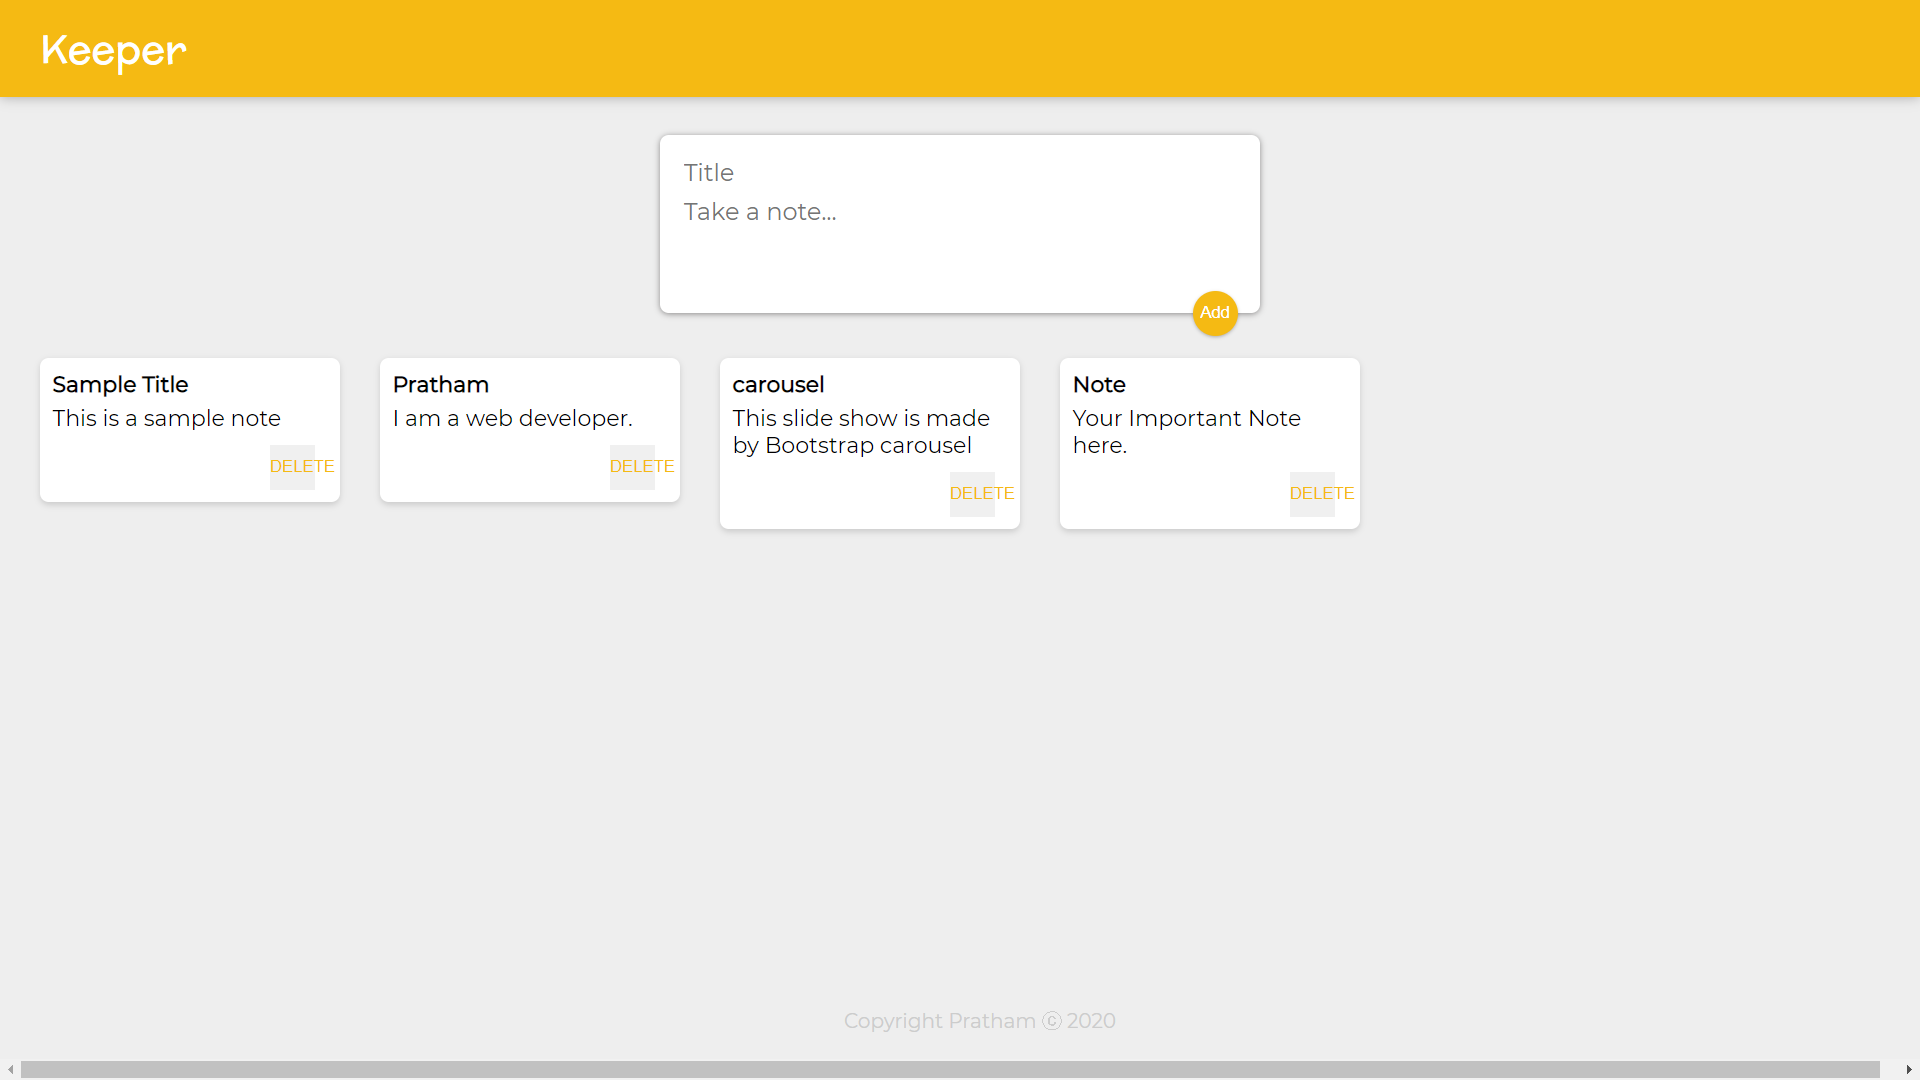 Keeper
Title
Take a note...
Add
Sample Title
This is a sample note
DELETE
Pratham
I am a web developer.
DELETE
carousel
This slide show is made
by Bootstrap carousel
DELETE
Note
Your Important Note
here.
DELETE
Copyright Pratham ⓒ 2020